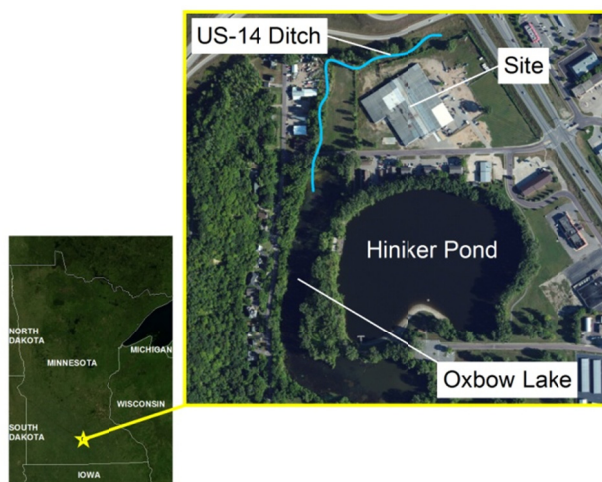 US-14 Ditch
Site
Hiniker Pond
Oxbow Lake
NORTH
DAKOTA
MINNESOTA
MICHIGAN
WISCONSIN
SOUTH
DAKOTA
IOWA